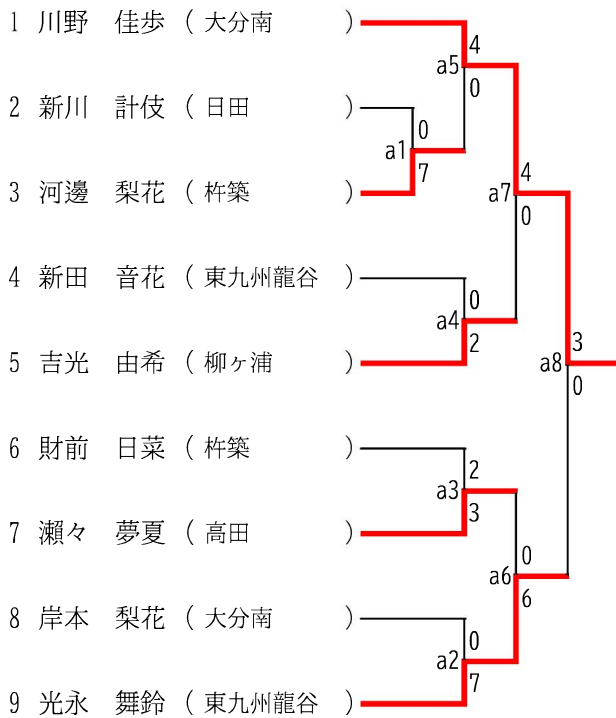 1 川野 佳歩 ( 大分南 )
4
a5
0
2 新川 計伎 ( 日田 )
0
a1
7
3 河邊 梨花 ( 杵築 )
4
a7
0
4 新田 音花 ( 東九州龍谷 )
0
a4
2
5 吉光 由希 ( 柳ヶ浦 )
3
a8
0
6 財前 日菜 ( 杵築 )
2
a3
3
7 瀬々 夢夏 ( 高田 )
0
a6
6
8 岸本 梨花 ( 大分南 )
0
a2
7
9 光永 舞鈴 ( 東九州龍谷 )